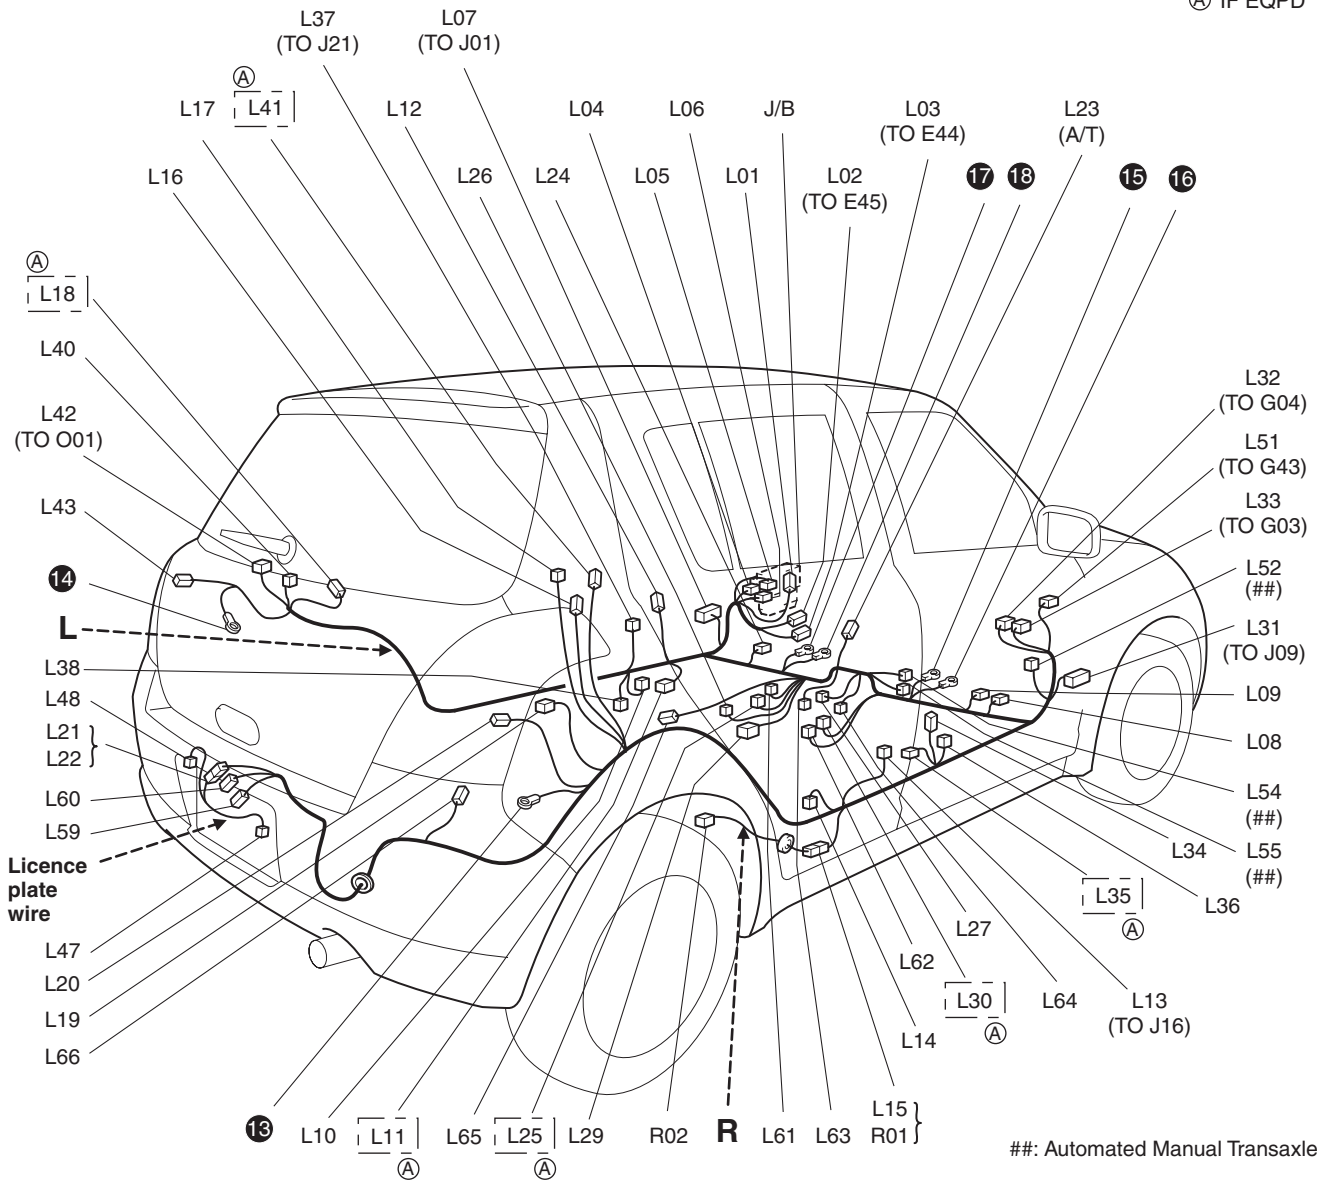 Ⓐ IF EQPD
L37
(TO J21)
L07
(TO J01)
Ⓐ
L17
L41
L12
L04
L06
J/B
L03
(TO E44)
L23
(A/T)
L16
L26
L24
L05
L01
L02
(TO E45)
17
18
15
16
Ⓐ
L18
L40
L42
(TO O01)
L43
14
L
L38
L48
L21
L22
L60
L59
Licence
plate
wire
L47
L20
L19
L66
L32
(TO G04)
L51
(TO G43)
L33
(TO G03)
L52
(##)
L31
(TO J09)
L09
L08
L54
(##)
L34
L55
(##)
L35
Ⓐ
L36
L27
L62
L30
Ⓐ
L64
L13
(TO J16)
L14
13
L10
L11
Ⓐ
L65
L25
Ⓐ
L29
R02
R
L61
L63
L15
R01
##: Automated Manual Transaxle